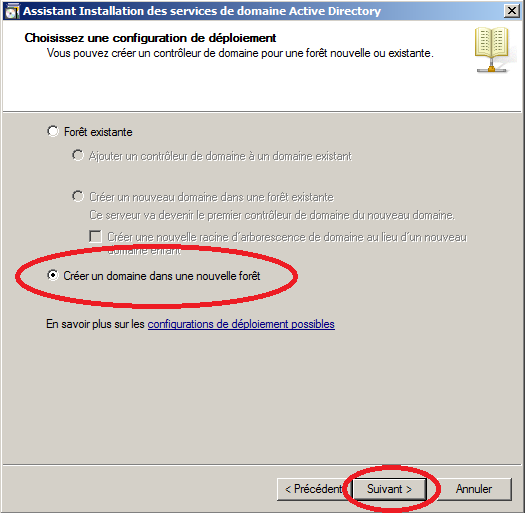 Assistant Installation des services de domaine Active Directory
Choisissez une configuration de déploiement
Vous pouvez créer un contrôleur de domaine pour une forêt nouvelle ou existante.
Forêt existante
Ajouter un contrôleur de domaine à un domaine existant
Créer un nouveau domaine dans une forêt existante
Ce serveur va devenir le premier contrôleur de domaine du nouveau domaine.
Créer une nouvelle racine d'arborescence de domaine au lieu d'un nouveau
domaine enfant
Créer un domaine dans une nouvelle forêt
En savoir plus sur les configurations de déploiement possibles
< Précédent
Suivant >
Annuler